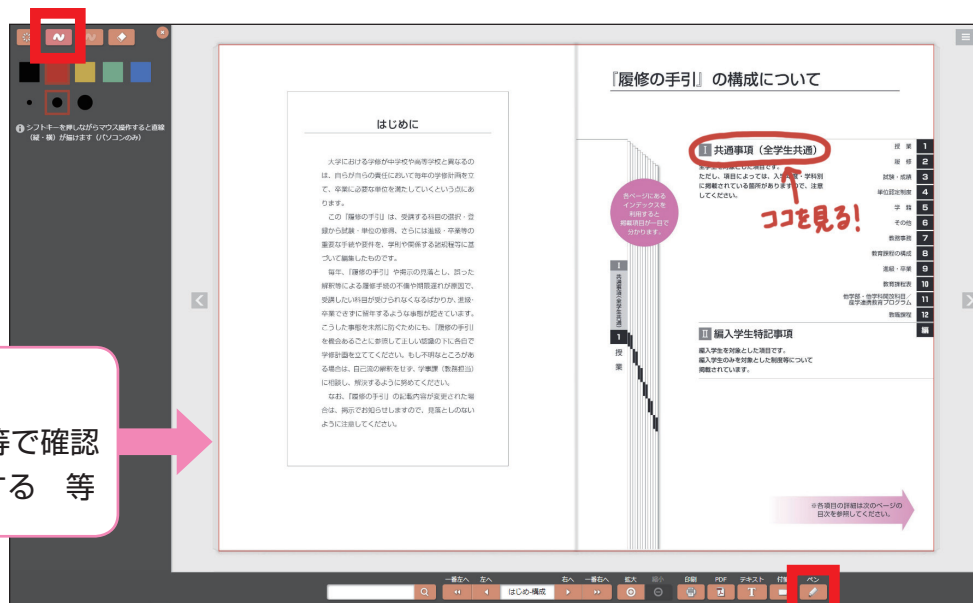 シフトキーを押しながらマウス操作すると直線
（縦・横）が描けます（パソコンのみ）
等で確認
する　等
はじめに
大学における学修が中学校や高等学校と異なるの
は、自らが自らの責任において毎年の学修計画を立
て、卒業に必要な単位を満たしていくという点にあ
ります。
この『履修の手引』は、受講する科目の選択・登
録から試験・単位の修得、さらには進級・卒業等の
重要な手続や要件を、学則や関係する諸規程等に基
づいて編集したものです。
毎年、『履修の手引』や掲示の見落とし、誤った
解釈等による履修手続の不備や期限遅れが原因で、
受講したい科目が受けられなくなるばかりか、進級・
卒業できずに留年するような事態が起きています。
こうした事態を未然に防ぐためにも、『履修の手引』
を機会あるごとに参照して正しい認識の下に各自で
学修計画を立ててください。もし不明なところがあ
る場合は、自己流の解釈をせず、学事課（教務担当）
に相談し、解決するように努めてください。
なお、『履修の手引』の記載内容が変更された場
合は、掲示でお知らせしますので、見落としのない
ように注意してください。
『履修の手引』の構成について
各ページにある
インデックスを
利用すると
掲載項目が一目で
分かります。
I
共通事項（全学生共通）
1
授業
I 共通事項（全学生共通）
全学生を対象とした項目です。
ただし、項目によっては、入学年度・学科別
に掲載されている箇所がありますので、注意
してください。
ココを見る!
授　業 1
履　修 2
試験・成績 3
単位認定制度 4
学　籍 5
その他 6
教務事務 7
教育課程の構成 8
進級・卒業 9
教育課程表 10
他学部・他学科開放科目／
産学連携教育プログラム 11
教職課程 12
編
II 編入学生特記事項
編入学生を対象とした項目です。
編入学生のみを対象とした制度等について
掲載されています。
※各項目の詳細は次のページの
目次を参照してください。
一番左へ 左へ はじめ-構成 右へ 一番右へ 拡大 縮小 印刷 PDF テキスト 付箋 ペン